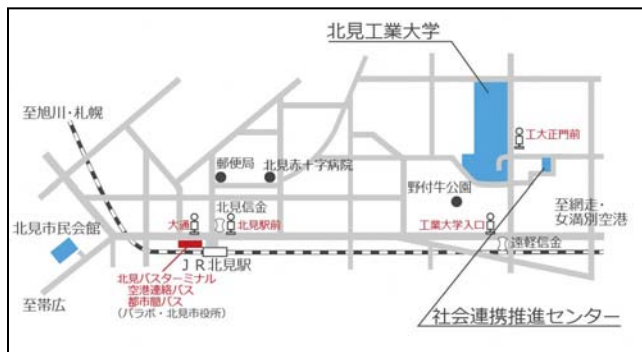 北見工業大学
至旭川・札幌
工大正門前
郵便局
北見赤十字病院
野付牛公園
北見信金
至網走・
女満別空港
大通
北見駅前
工業大学入口
北見市民会館
遠軽信金
JR北見駅
北見バスターミナル
空港連絡バス
都市間バス
(パラボ・北見市役所)
至帯広
社会連携推進センター